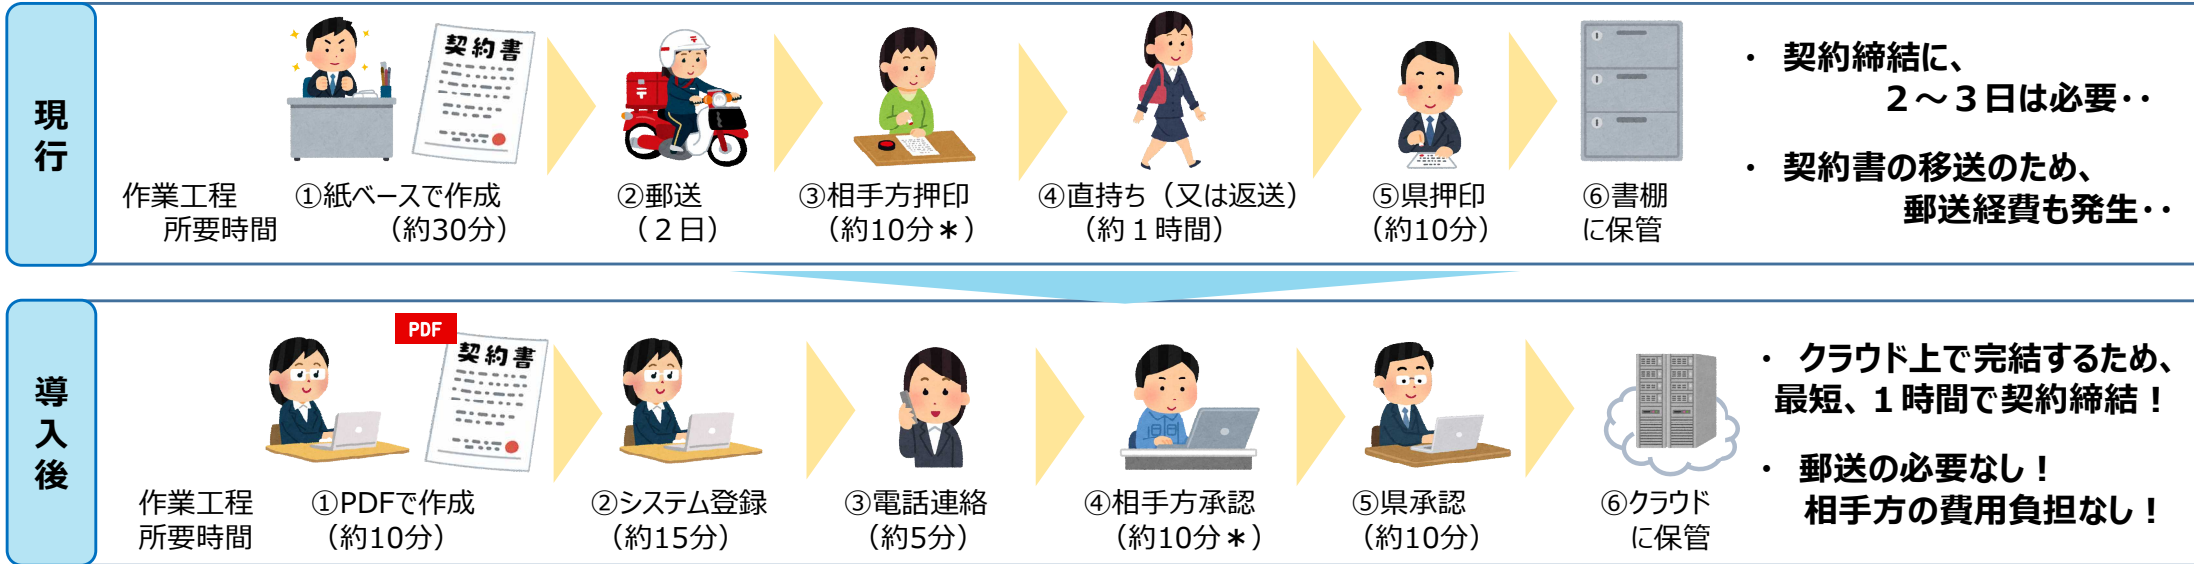 現行
契約書
・ 契約締結に、
２～３日は必要‥
・ 契約書の移送のため、
郵送経費も発生‥
作業工程
所要時間
①紙ベースで作成
（約30分）
②郵送
（２日）
③相手方押印
（約10分＊）
④直持ち（又は返送）
（約１時間）
⑤県押印
（約10分）
⑥書棚
に保管
導入後
PDF
契約書
・ クラウド上で完結するため、
最短、１時間で契約締結！
・ 郵送の必要なし！
相手方の費用負担なし！
作業工程
所要時間
①PDFで作成
（約10分）
②システム登録
（約15分）
③電話連絡
（約5分）
④相手方承認
（約10分＊）
⑤県承認
（約10分）
⑥クラウド
に保管